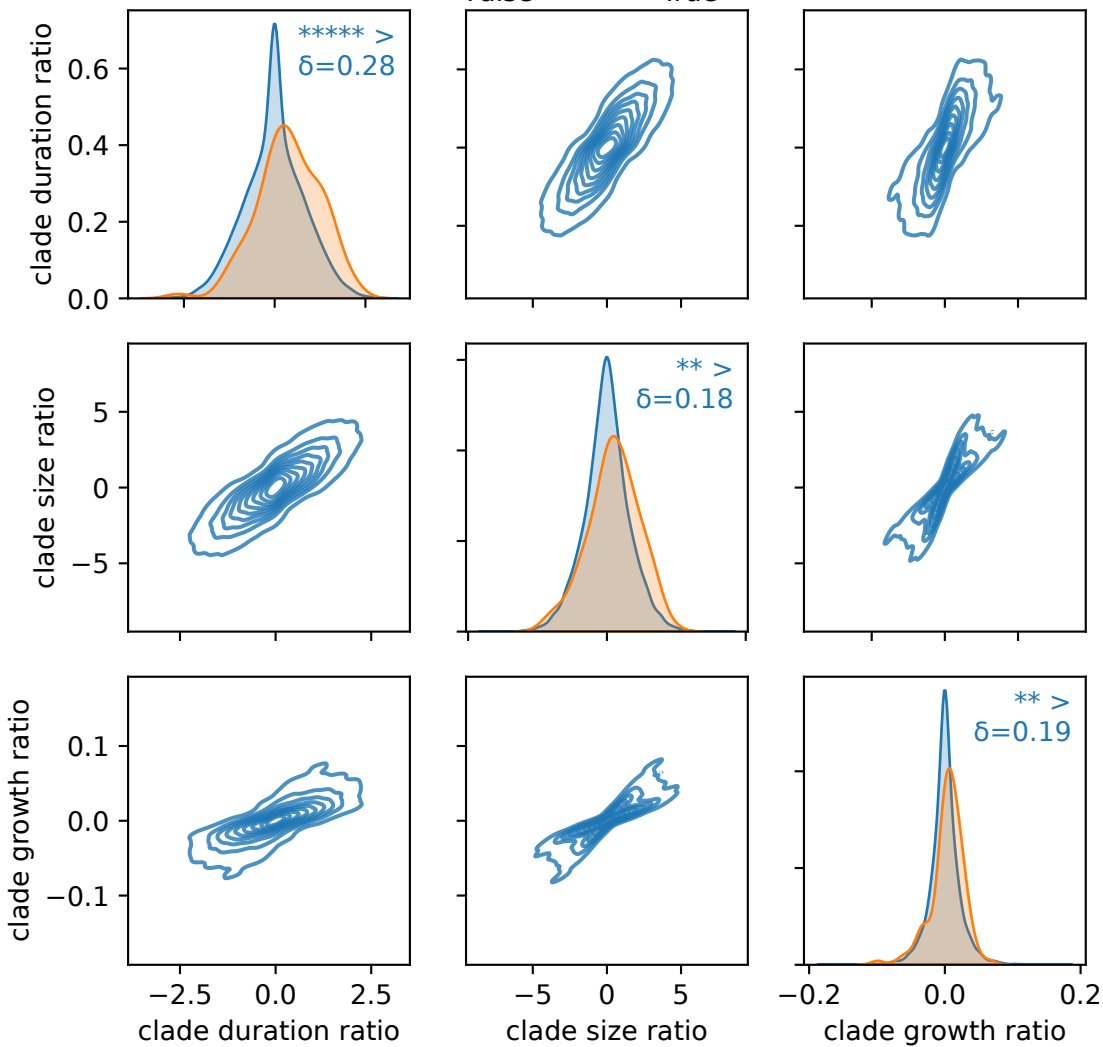 clade duration ratio
0.6
0.4
0.2
0.0
***** >
δ=0.28
clade size ratio
5
0
−5
** >
δ=0.18
clade growth ratio
0.1
0.0
−0.1
** >
δ=0.19
−2.5 0.0 2.5
−5 0 5
−0.2 0.0 0.2
clade duration ratio
clade size ratio
clade growth ratio